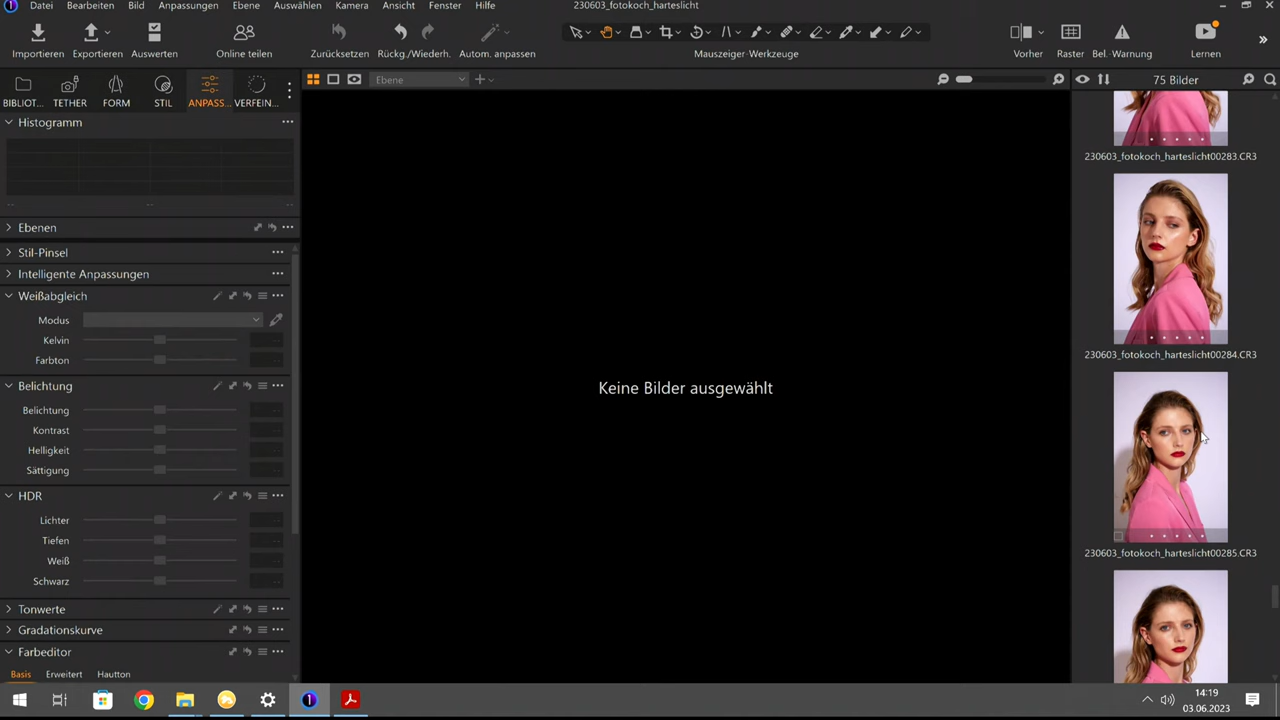 Datei Bearbeiten Bild Anpassungen Ebene Auswählen Kamera Ansicht Fenster Hilfe 230603_fotokoch_harteslicht
Importieren Exportieren Auswerten Online teilen Zurücksetzen Rückg./Wiederh. Autom. anpassen Mauszeiger-Werkzeuge Vorher Raster Bel.-Warnung Lernen
BIBLIOT... TETHER FORM STIL ANPASS... VERFEIN...
Ebene
75 Bilder
Histogramm
Ebenen
Stil-Pinsel
Intelligente Anpassungen
Weißabgleich
Modus
Kelvin
Farbton
Belichtung
Belichtung
Kontrast
Helligkeit
Sättigung
HDR
Lichter
Tiefen
Weiß
Schwarz
Tonwerte
Gradationskurve
Farbeditor
Basis Erweitert Hautton
Keine Bilder ausgewählt
230603_fotokoch_harteslicht00283.CR3
230603_fotokoch_harteslicht00284.CR3
230603_fotokoch_harteslicht00285.CR3
14:19
03.06.2023